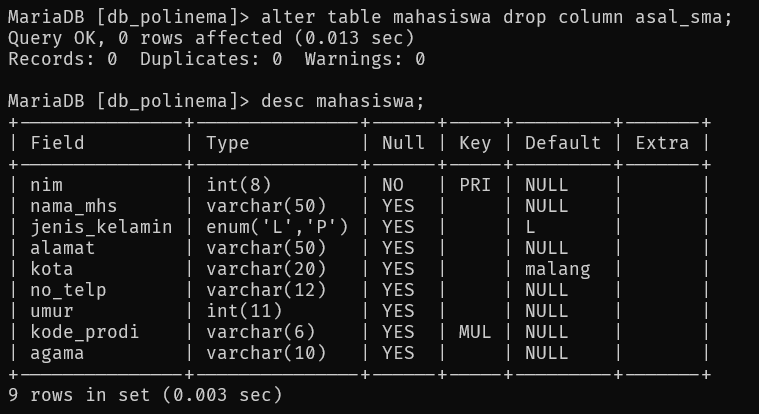 MariaDB [db_polinema]> alter table mahasiswa drop column asal_sma;
Query OK, 0 rows affected (0.013 sec)
Records: 0  Duplicates: 0  Warnings: 0

MariaDB [db_polinema]> desc mahasiswa;
+---------------+---------------+------+-----+---------+-------+
| Field         | Type          | Null | Key | Default | Extra |
+---------------+---------------+------+-----+---------+-------+
| nim           | int(8)        | NO   | PRI | NULL    |       |
| nama_mhs      | varchar(50)   | YES  |     | NULL    |       |
| jenis_kelamin | enum('L','P') | YES  |     | L       |       |
| alamat        | varchar(50)   | YES  |     | NULL    |       |
| kota          | varchar(20)   | YES  |     | malang  |       |
| no_telp       | varchar(12)   | YES  |     | NULL    |       |
| umur          | int(11)       | YES  |     | NULL    |       |
| kode_prodi    | varchar(6)    | YES  | MUL | NULL    |       |
| agama         | varchar(10)   | YES  |     | NULL    |       |
+---------------+---------------+------+-----+---------+-------+
9 rows in set (0.003 sec)